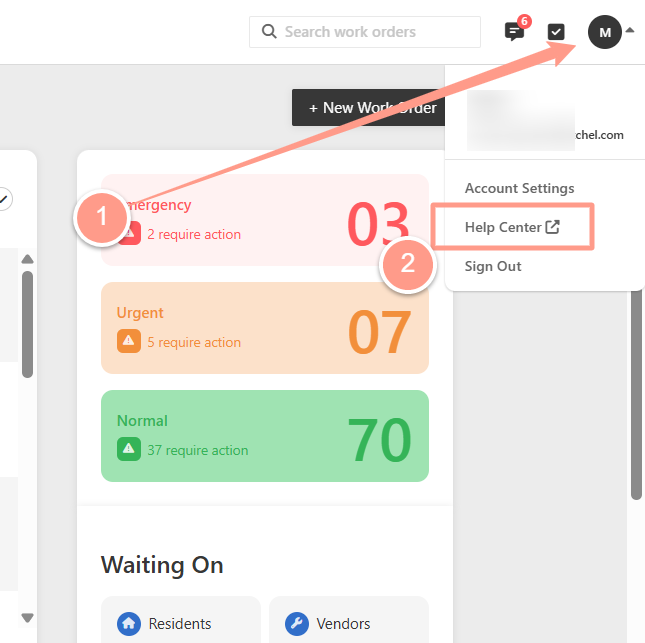 Search work orders
6
M
+ New Work Order
chel.com
Account Settings
Help Center
Sign Out
1
mergency
2 require action
03
2
Urgent
5 require action
07
Normal
37 require action
70
Waiting On
Residents
Vendors